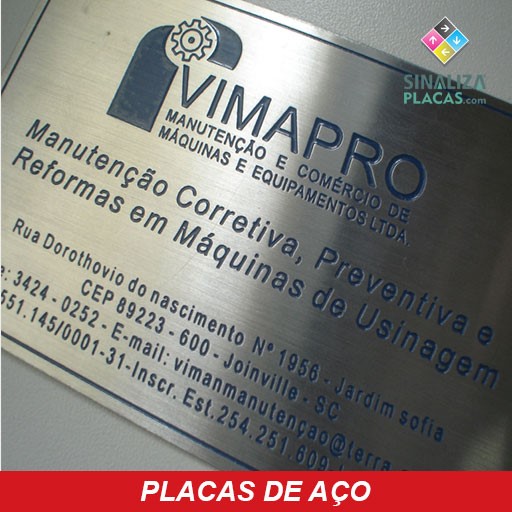 SINALIZA
PLACAS.com
VIMAPRO
MANUTENÇÃO E COMÉRCIO DE
MÁQUINAS E EQUIPAMENTOS LTDA.
Manutenção Corretiva, Preventiva e
Reformas em Máquinas de Usinagem
Rua Dorothovio do nascimento Nº 1956 - Jardim sofia
CEP 89223 - 600 - Joinville - SC
e: 3424 - 0252 - E-mail: vimanmanutençao@terra
551.145/0001-31-Inscr. Est. 254.251.609
PLACAS DE AÇO